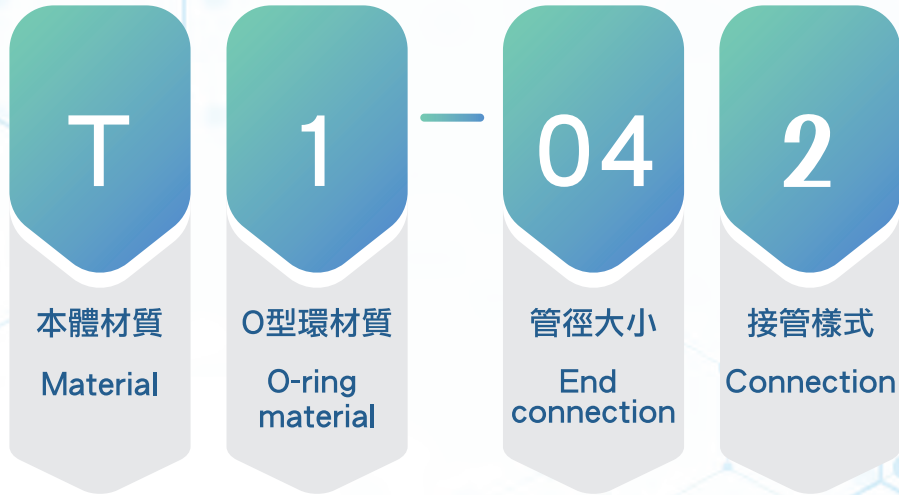 T
1
—
04
2
本體材質
Material
O型環材質
O-ring
material
管徑大小
End
connection
接管樣式
Connection